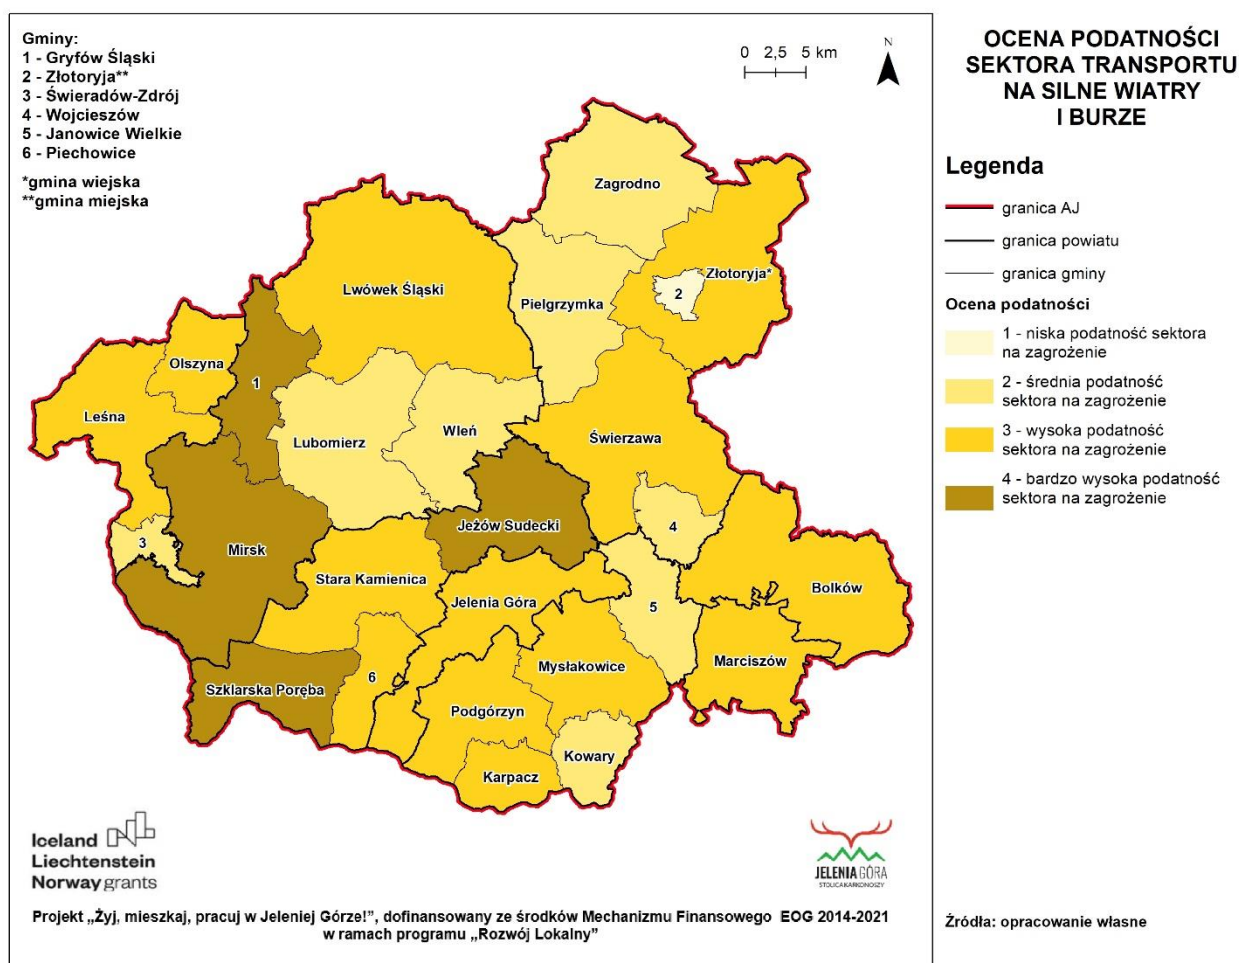 Gminy:
1 - Gryfów Śląski
2 - Złotoryja**
3 - Świeradów-Zdrój
4 - Wojcieszów
5 - Janowice Wielkie
6 - Piechowice
*gmina wiejska
**gmina miejska
0 2,5 5 km
N
OCENA PODATNOŚCI
SEKTORA TRANSPORTU
NA SILNE WIATRY
I BURZE
Legenda
granica AJ
granica powiatu
granica gminy
Ocena podatności
1 - niska podatność sektora
na zagrożenie
2 - średnia podatność
sektora na zagrożenie
3 - wysoka podatność
sektora na zagrożenie
4 - bardzo wysoka podatność
sektora na zagrożenie
Zagrodno
Złotoryja*
2
Lwówek Śląski
Pielgrzymka
Olszyna
1
Leśna
Lubomierz
Wleń
Świerzawa
Jeżów Sudecki
4
3
Mirsk
Stara Kamienica
Jelenia Góra
5
Bolków
Mysłakowice
Marciszów
6
Szklarska Poręba
Podgórzyn
Kowary
Karpacz
Iceland
Liechtenstein
Norway grants
JELENIA GÓRA
STOLICA KARKONOSZY
Projekt „Żyj, mieszkaj, pracuj w Jeleniej Górze!”, dofinansowany ze środków Mechanizmu Finansowego EOG 2014-2021
w ramach programu „Rozwój Lokalny”
Źródła: opracowanie własne